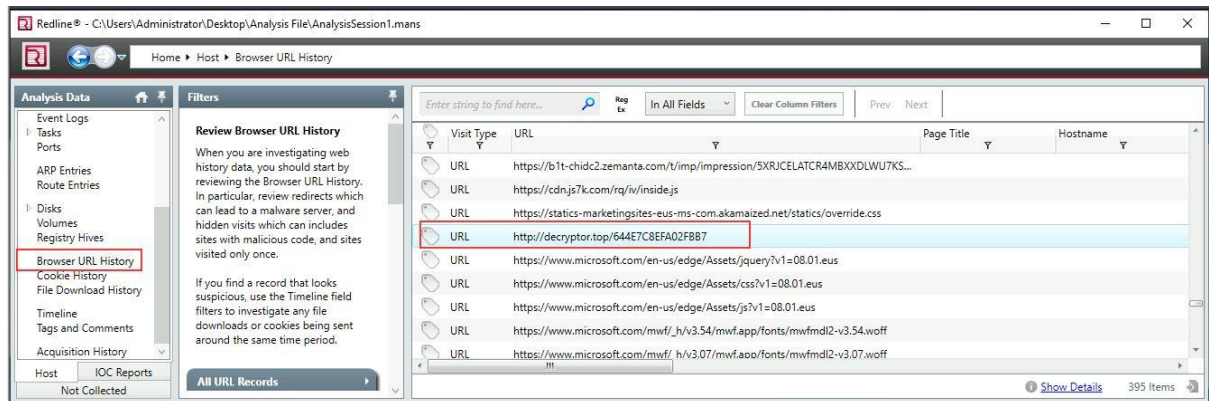 Redline® - C:\Users\Administrator\Desktop\Analysis File\AnalysisSession1.mans
Home ▸ Host ▸ Browser URL History
Analysis Data
Event Logs
Tasks
Ports
ARP Entries
Route Entries
Disks
Volumes
Registry Hives
Browser URL History
Cookie History
File Download History
Timeline
Tags and Comments
Acquisition History
Host
IOC Reports
Not Collected
Filters
Review Browser URL History
When you are investigating web
history data, you should start by
reviewing the Browser URL History.
In particular, review redirects which
can lead to a malware server, and
hidden visits which can includes
sites with malicious code, and sites
visited only once.
If you find a record that looks
suspicious, use the Timeline field
filters to investigate any file
downloads or cookies being sent
around the same time period.
All URL Records
Enter string to find here...
Reg
Ex
In All Fields
Clear Column Filters
Prev Next
Visit Type URL Page Title Hostname
URL https://b1t-chidc2.zemanta.com/t/imp/impression/5XRJCELATCR4MBXXDLWU7KS...
URL https://cdn.js7k.com/rq/iv/inside.js
URL https://statics-marketingsites-eus-ms-com.akamaized.net/statics/override.css
URL http://decryptor.top/644E7C8EFA02FBB7
URL https://www.microsoft.com/en-us/edge/Assets/jquery?v1=08.01.eus
URL https://www.microsoft.com/en-us/edge/Assets/css?v1=08.01.eus
URL https://www.microsoft.com/en-us/edge/Assets/js?v1=08.01.eus
URL https://www.microsoft.com/mwf/_h/v3.54/mwf.app/fonts/mwfmdl2-v3.54.woff
URL https://www.microsoft.com/mwf/_h/v3.07/mwf.app/fonts/mwfmdl2-v3.07.woff
Show Details
395 Items